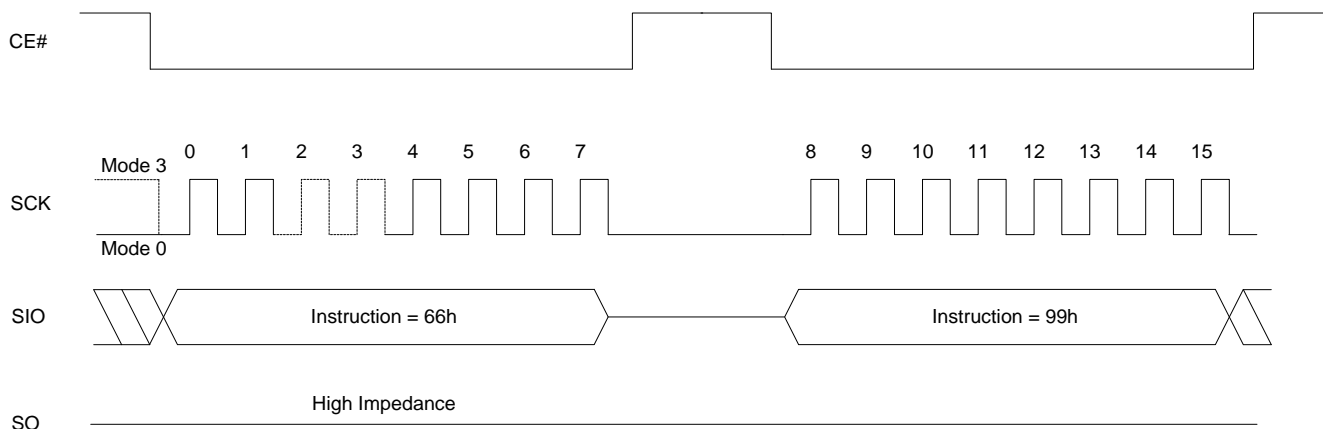 CE#
0 1 2 3 4 5 6 7 8 9 10 11 12 13 14 15
Mode 3
SCK
Mode 0
SIO
Instruction = 66h
Instruction = 99h
High Impedance
SO